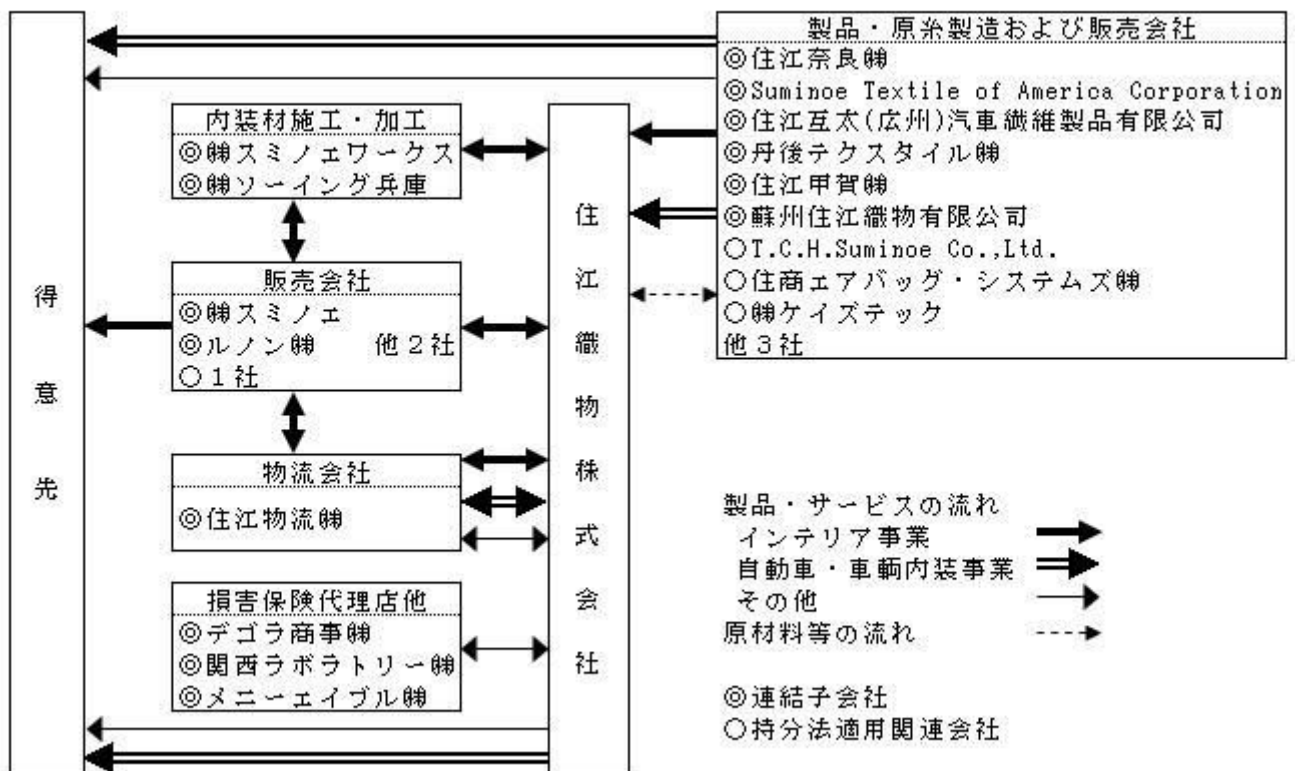 製品・原糸製造および販売会社
◎住江奈良㈱
◎Suminoe Textile of America Corporation
◎住江互太(広州)汽車繊維製品有限公司
◎丹後テクスタイル㈱
◎住江甲賀㈱
◎蘇州住江織物有限公司
○T.C.H.Suminoe Co.,Ltd.
○住商エアバッグ・システムズ㈱
○㈱ケイズテック
他3社
内装材施工・加工
◎㈱スミノエワークス
◎㈱ソーイング兵庫
販売会社
◎㈱スミノエ
◎ルノン㈱ 他2社
○1社
物流会社
◎住江物流㈱
損害保険代理店他
◎デゴラ商事㈱
◎関西ラボラトリー㈱
◎メニーエイブル㈱
得意先
住江織物株式会社
製品・サービスの流れ
インテリア事業
自動車・車輌内装事業
その他
原材料等の流れ
◎連結子会社
○持分法適用関連会社